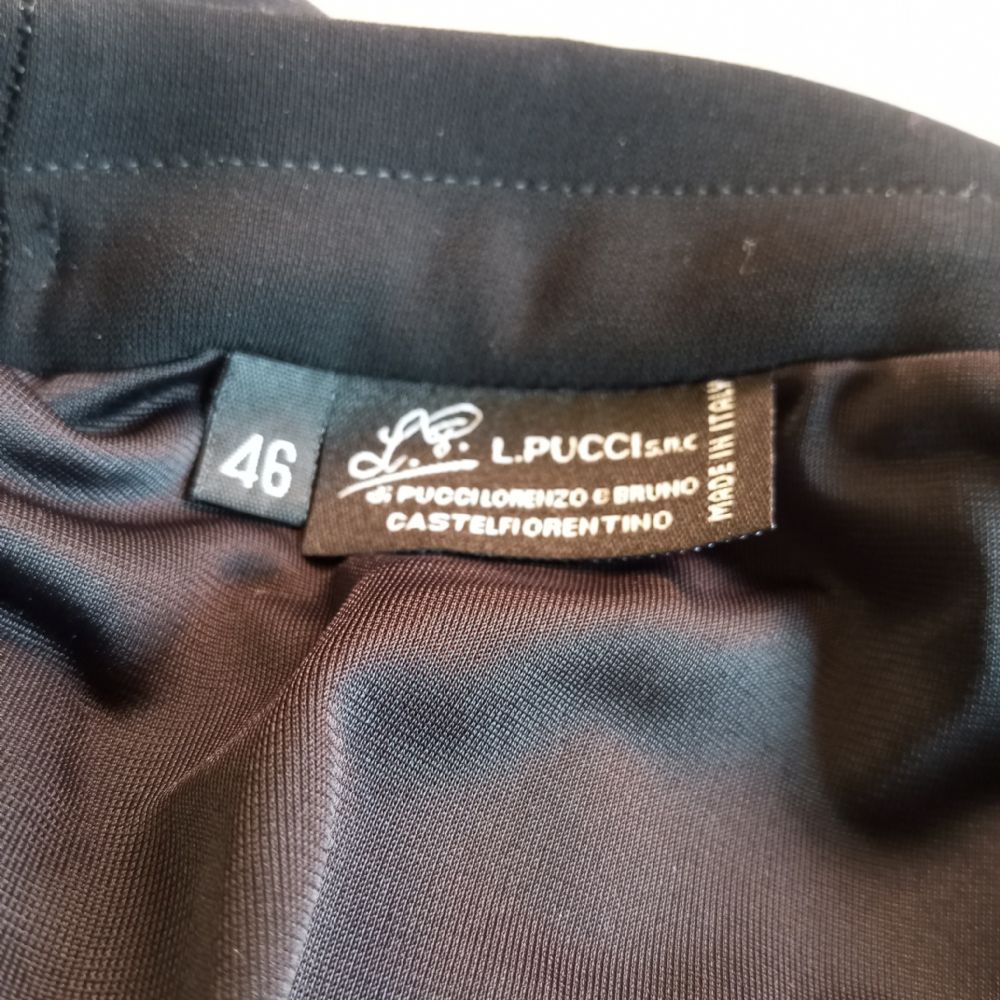 46
L.P. L.PUCCI s.n.c
di PUCCI LORENZO E BRUNO
CASTELFIORENTINO
MADE IN ITALY